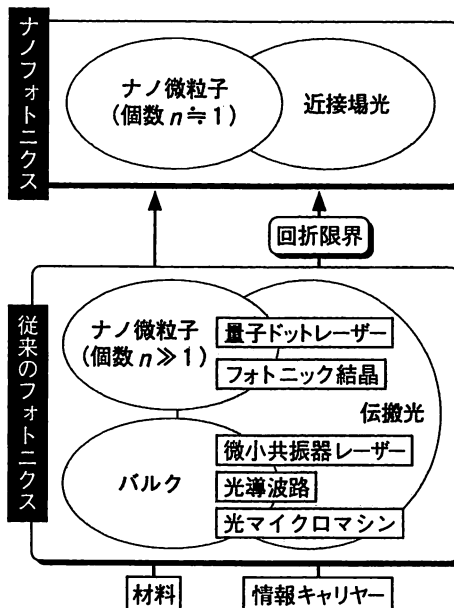 ナノフォトニクス
ナノ微粒子
(個数 n≒1)
近接場光
回折限界
従来のフォトニクス
ナノ微粒子
(個数 n≫1)
量子ドットレーザー
フォトニック結晶
伝搬光
バルク
微小共振器レーザー
光導波路
光マイクロマシン
材料
情報キャリヤー